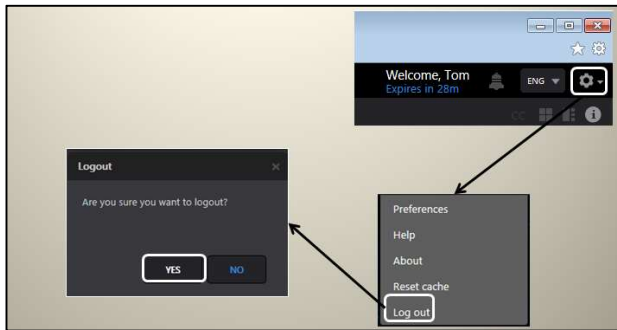 Welcome, Tom
Expires in 28m
ENG
CC
Logout
Are you sure you want to logout?
YES
NO
Preferences
Help
About
Reset cache
Log out